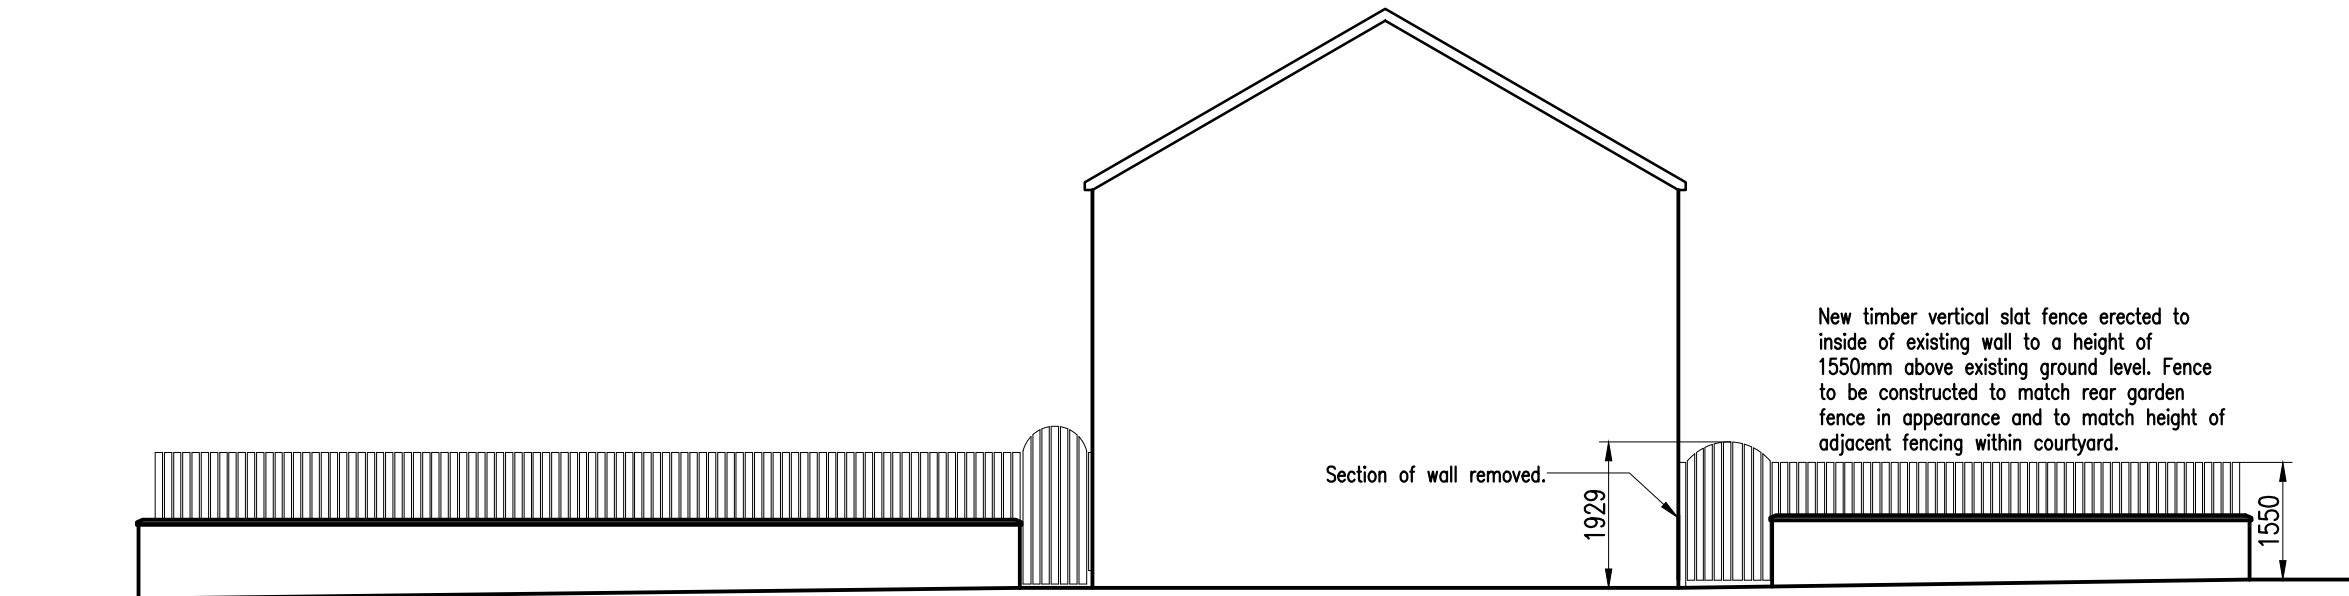 New timber vertical slat fence erected to
inside of existing wall to a height of
1550mm above existing ground level. Fence
to be constructed to match rear garden
fence in appearance and to match height of
adjacent fencing within courtyard.
Section of wall removed.
1929
1550